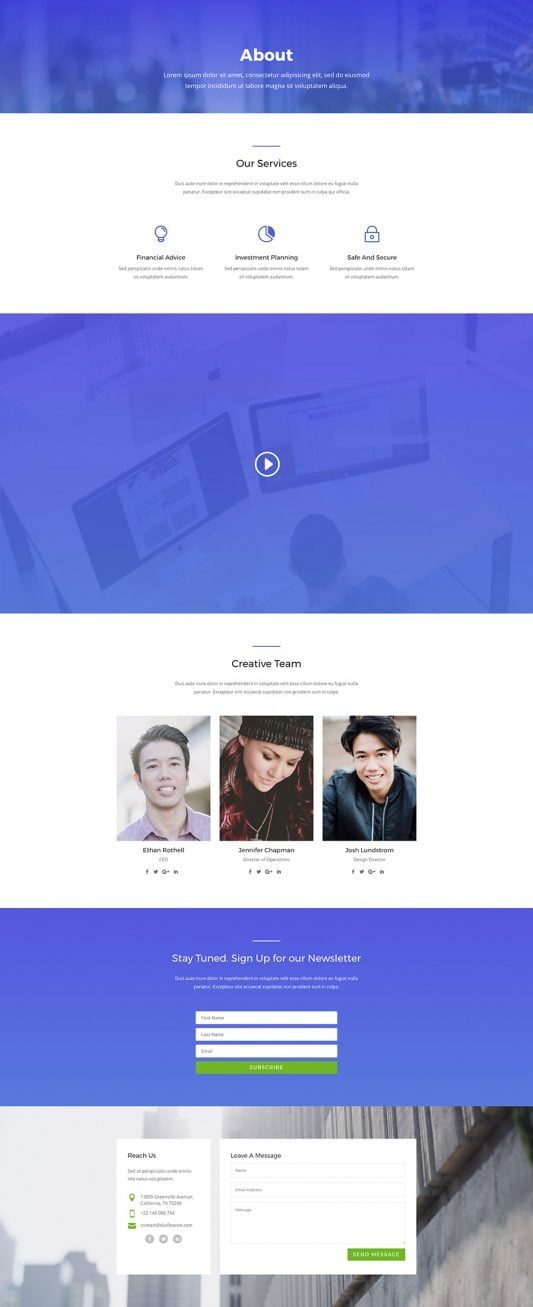 About
Lorem ipsum dolor sit amet, consectetur adipisicing elit, sed do eiusmod
tempor incididunt ut labore magna sit voluptatem aliqua.
Our Services
Duis aute irure dolor in reprehenderit in voluptate velit esse cillum dolore eu fugiat nulla
pariatur. Excepteur sint occaecat cupidatat non proident sunt in culpa qui officia.
Financial Advice
Sed perspiciatis unde omnis natus totam
sit voluptatem audantium.
Investment Planning
Sed perspiciatis unde omnis natus totam
sit voluptatem audantium.
Safe And Secure
Sed perspiciatis unde omnis natus totam
sit voluptatem audantium.
Creative Team
Duis aute irure dolor in reprehenderit in voluptate velit esse cillum dolore eu fugiat nulla
pariatur. Excepteur sint occaecat cupidatat non proident sunt in culpa.
Ethan Rothell
CEO
Jennifer Chapman
Director of Operations
Josh Lundstrom
Design Director
Stay Tuned. Sign Up for our Newsletter
Duis aute irure dolor in reprehenderit in voluptate velit esse cillum dolore eu fugiat nulla
pariatur. Excepteur sint occaecat cupidatat non proident sunt in culpa.
First Name
Last Name
Email
SUBSCRIBE
Reach Us
Sed ut perspiciatis unde omnis
iste natus voluptatem.
13005 Greenville Avenue,
California, TX 70240
+22 140 006 754
Leave A Message
Name
Email Address
Message
SEND MESSAGE